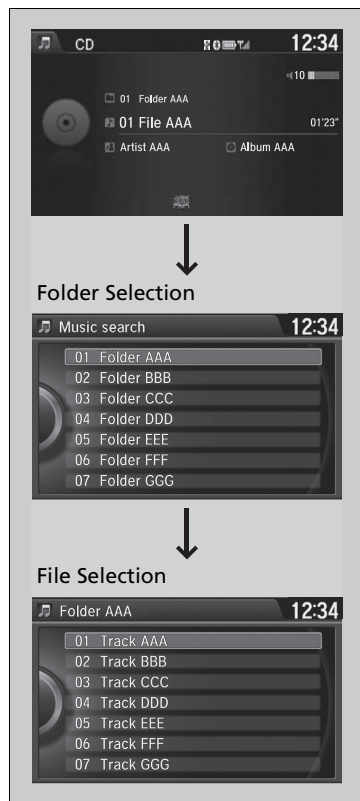 CD 12:34
10
01 Folder AAA
01 File AAA 01'23"
Artist AAA Album AAA
Folder Selection
Music search 12:34
01 Folder AAA
02 Folder BBB
03 Folder CCC
04 Folder DDD
05 Folder EEE
06 Folder FFF
07 Folder GGG
File Selection
Folder AAA 12:34
01 Track AAA
02 Track BBB
03 Track CCC
04 Track DDD
05 Track EEE
06 Track FFF
07 Track GGG